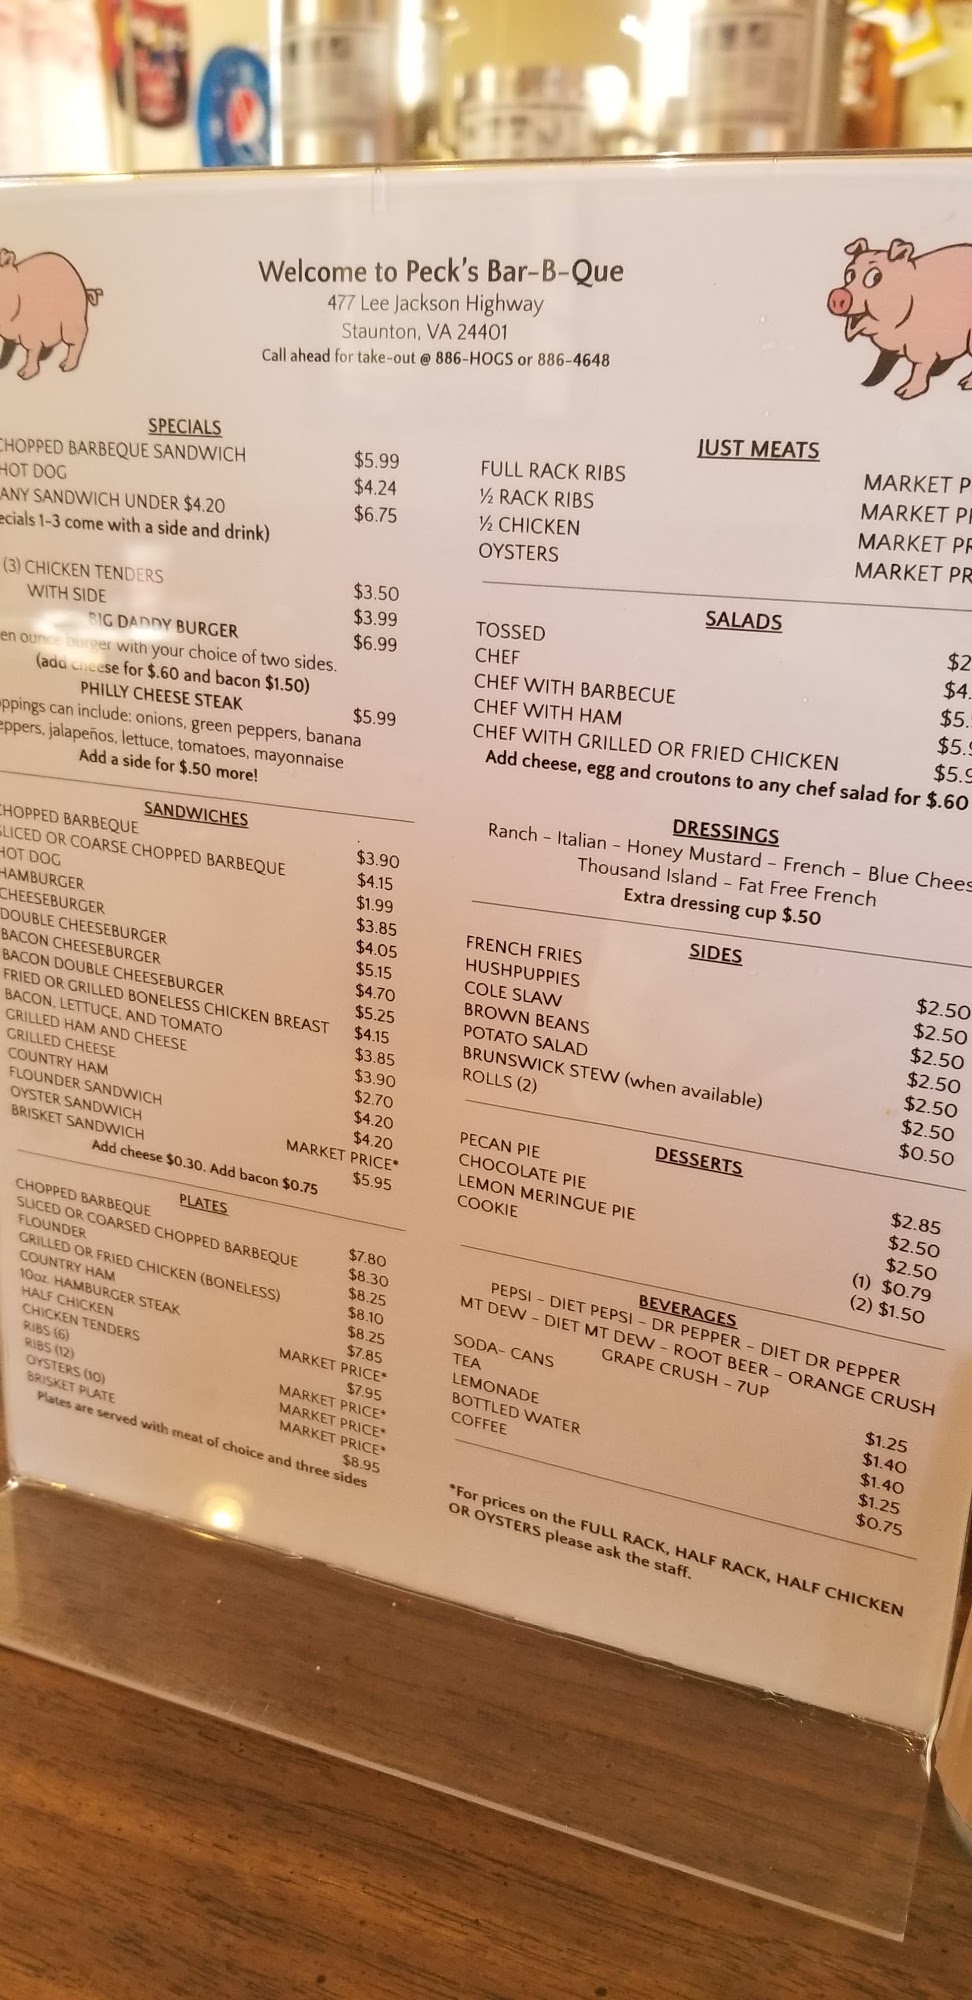 Welcome to Peck's Bar-B-Que
477 Lee Jackson Highway
Staunton, VA 24401
Call ahead for take-out @ 886-HOGS or 886-4648
SPECIALS
CHOPPED BARBEQUE SANDWICH $5.99
HOT DOG $4.24
ANY SANDWICH UNDER $4.20 $6.75
ecials 1-3 come with a side and drink)
(3) CHICKEN TENDERS $3.50
WITH SIDE $3.99
BIG DADDY BURGER $6.99
en ounce burger with your choice of two sides.
(add cheese for $.60 and bacon $1.50)
PHILLY CHEESE STEAK $5.99
ppings can include: onions, green peppers, banana
eppers, jalapeños, lettuce, tomatoes, mayonnaise
Add a side for $.50 more!
SANDWICHES
CHOPPED BARBEQUE $3.90
SLICED OR COARSE CHOPPED BARBEQUE $4.15
HOT DOG $1.99
HAMBURGER $3.85
CHEESEBURGER $4.05
DOUBLE CHEESEBURGER $5.15
BACON CHEESEBURGER $4.70
BACON DOUBLE CHEESEBURGER $5.25
FRIED OR GRILLED BONELESS CHICKEN BREAST $4.15
BACON, LETTUCE, AND TOMATO $3.85
GRILLED HAM AND CHEESE $3.90
GRILLED CHEESE $2.70
COUNTRY HAM $4.20
FLOUNDER SANDWICH $4.20
OYSTER SANDWICH MARKET PRICE*
BRISKET SANDWICH $5.95
Add cheese $0.30. Add bacon $0.75
PLATES
CHOPPED BARBEQUE $7.80
SLICED OR COARSED CHOPPED BARBEQUE $8.30
FLOUNDER $8.25
GRILLED OR FRIED CHICKEN (BONELESS) $8.10
COUNTRY HAM $8.25
10oz. HAMBURGER STEAK $7.85
HALF CHICKEN MARKET PRICE*
CHICKEN TENDERS $7.95
RIBS (6) MARKET PRICE*
RIBS (12) MARKET PRICE*
OYSTERS (10) MARKET PRICE*
BRISKET PLATE $8.95
Plates are served with meat of choice and three sides
JUST MEATS
FULL RACK RIBS MARKET P
½ RACK RIBS MARKET PR
½ CHICKEN MARKET PR
OYSTERS MARKET PR
SALADS
TOSSED $2
CHEF $4.
CHEF WITH BARBECUE $5.
CHEF WITH HAM $5.9
CHEF WITH GRILLED OR FRIED CHICKEN $5.9
Add cheese, egg and croutons to any chef salad for $.60
DRESSINGS
Ranch - Italian - Honey Mustard - French - Blue Chees
Thousand Island - Fat Free French
Extra dressing cup $.50
SIDES
FRENCH FRIES $2.50
HUSHPUPPIES $2.50
COLE SLAW $2.50
BROWN BEANS $2.50
POTATO SALAD $2.50
BRUNSWICK STEW (when available) $2.50
ROLLS (2) $0.50
DESSERTS
PECAN PIE $2.85
CHOCOLATE PIE $2.50
LEMON MERINGUE PIE $2.50
COOKIE (1) $0.79
(2) $1.50
BEVERAGES
PEPSI - DIET PEPSI - DR PEPPER - DIET DR PEPPER
MT DEW - DIET MT DEW - ROOT BEER - ORANGE CRUSH
GRAPE CRUSH - 7UP
SODA- CANS $1.25
TEA $1.40
LEMONADE $1.40
BOTTLED WATER $1.25
COFFEE $0.75
*For prices on the FULL RACK, HALF RACK, HALF CHICKEN
OR OYSTERS please ask the staff.